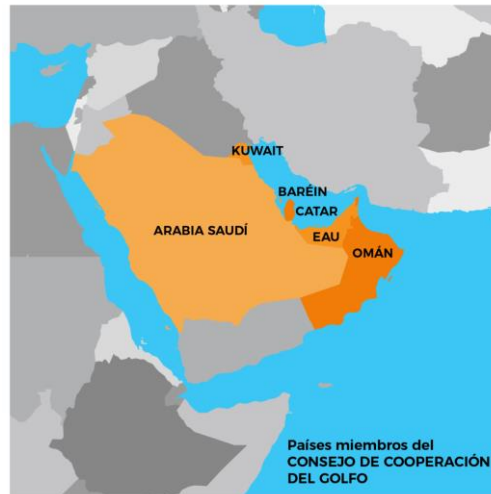 KUWAIT
BARÉIN
CATAR
ARABIA SAUDÍ
EAU
OMÁN
Países miembros del
CONSEJO DE COOPERACIÓN
DEL GOLFO